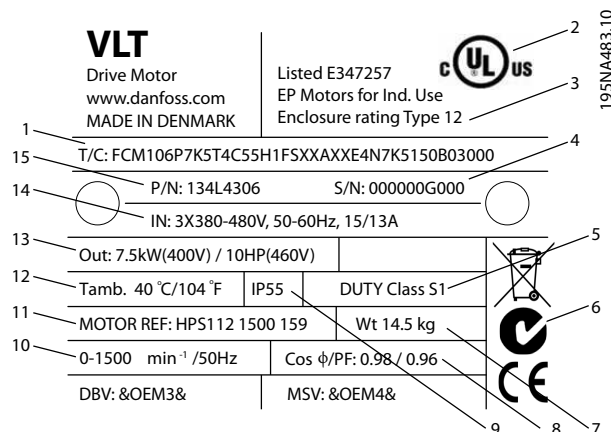 VLT
Drive Motor
www.danfoss.com
MADE IN DENMARK
Listed E347257
EP Motors for Ind. Use
Enclosure rating Type 12
C UL US
®
195NA483.10
2
3
1
T/C: FCM106P7K5T4C55H1FSXXAXXE4N7K5150B03000
4
15
P/N: 134L4306 S/N: 000000G000
14
IN: 3X380-480V, 50-60Hz, 15/13A
13
Out: 7.5kW(400V) / 10HP(460V)
5
12
Tamb. 40 °C/104 °F IP55 DUTY Class S1
6
11
MOTOR REF: HPS112 1500 159 Wt 14.5 kg
10
0-1500 min⁻¹ /50Hz Cos ϕ/PF: 0.98 / 0.96
CE
DBV: &OEM3& MSV: &OEM4&
9 8 7